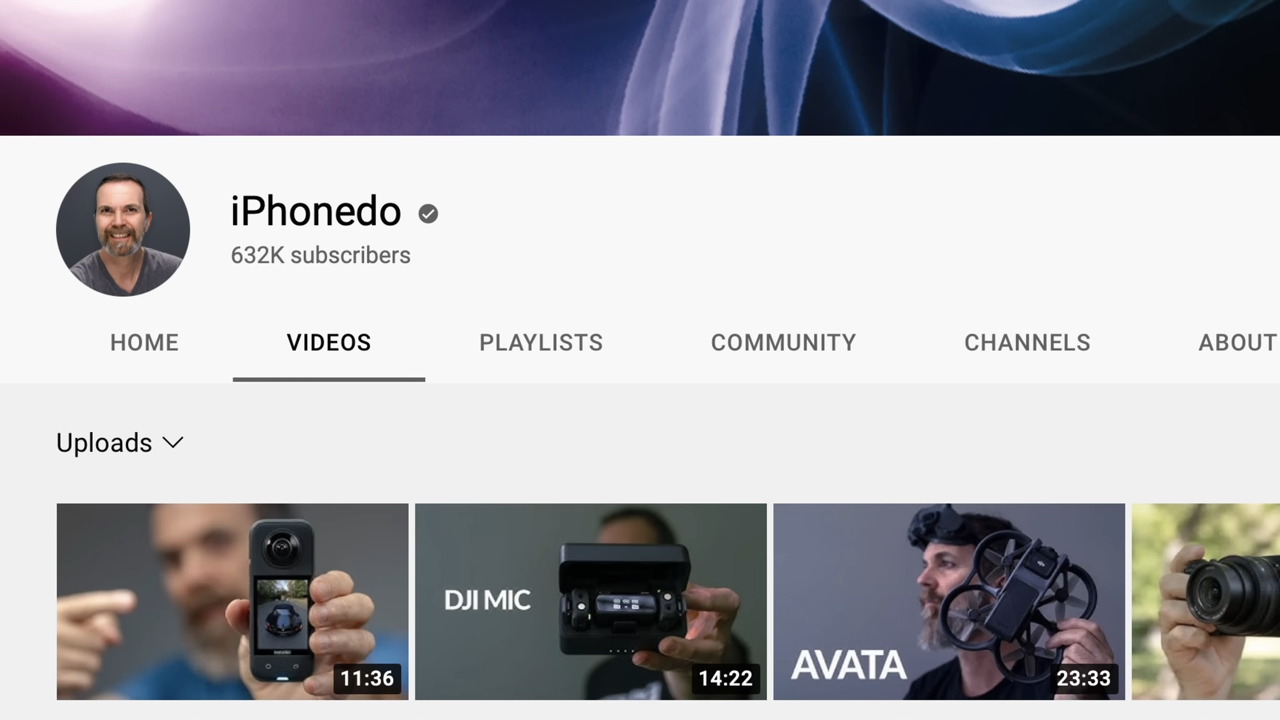 iPhonedo
632K subscribers
HOME VIDEOS PLAYLISTS COMMUNITY CHANNELS ABOUT
Uploads
DJI MIC
AVATA
11:36 14:22 23:33